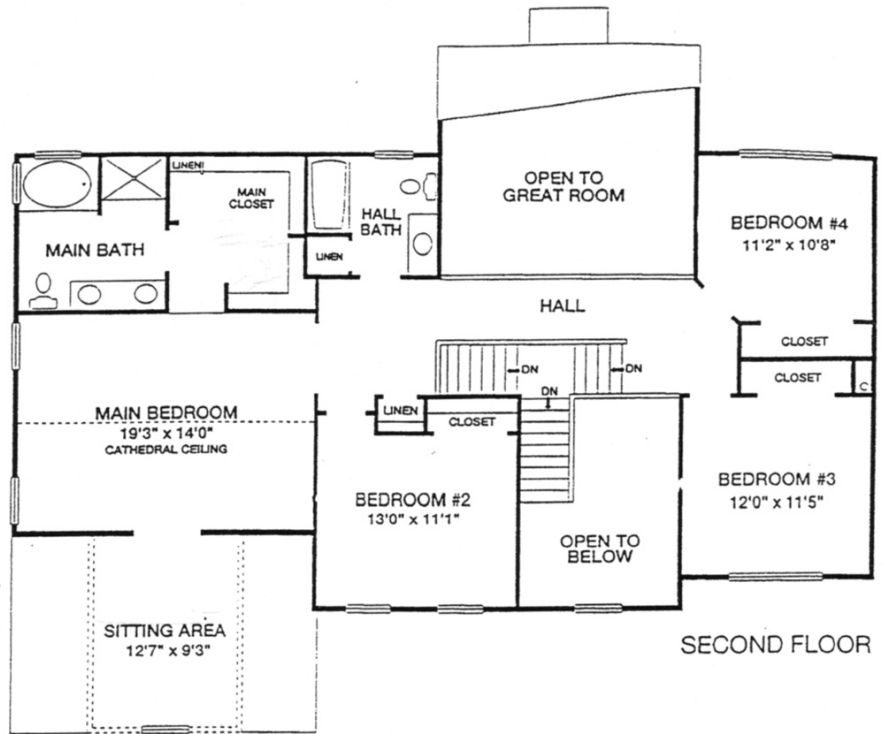 LINEN
MAIN
CLOSET
HALL
BATH
LINEN
MAIN BATH
OPEN TO
GREAT ROOM
BEDROOM #4
11'2" x 10'8"
HALL
CLOSET
DN
DN
DN
CLOSET
C
MAIN BEDROOM
19'3" x 14'0"
CATHEDRAL CEILING
LINEN
CLOSET
BEDROOM #2
13'0" x 11'1"
BEDROOM #3
12'0" x 11'5"
OPEN TO
BELOW
SITTING AREA
12'7" x 9'3"
SECOND FLOOR